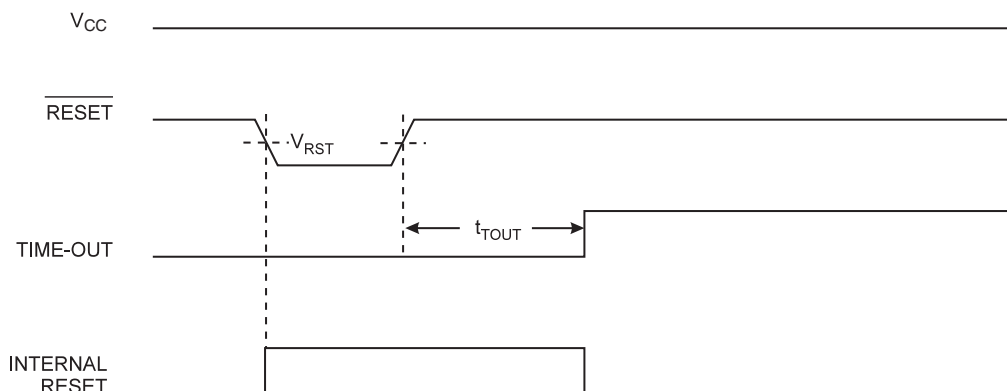 VCC
RESET
VRST
tTOUT
TIME-OUT
INTERNAL
RESET